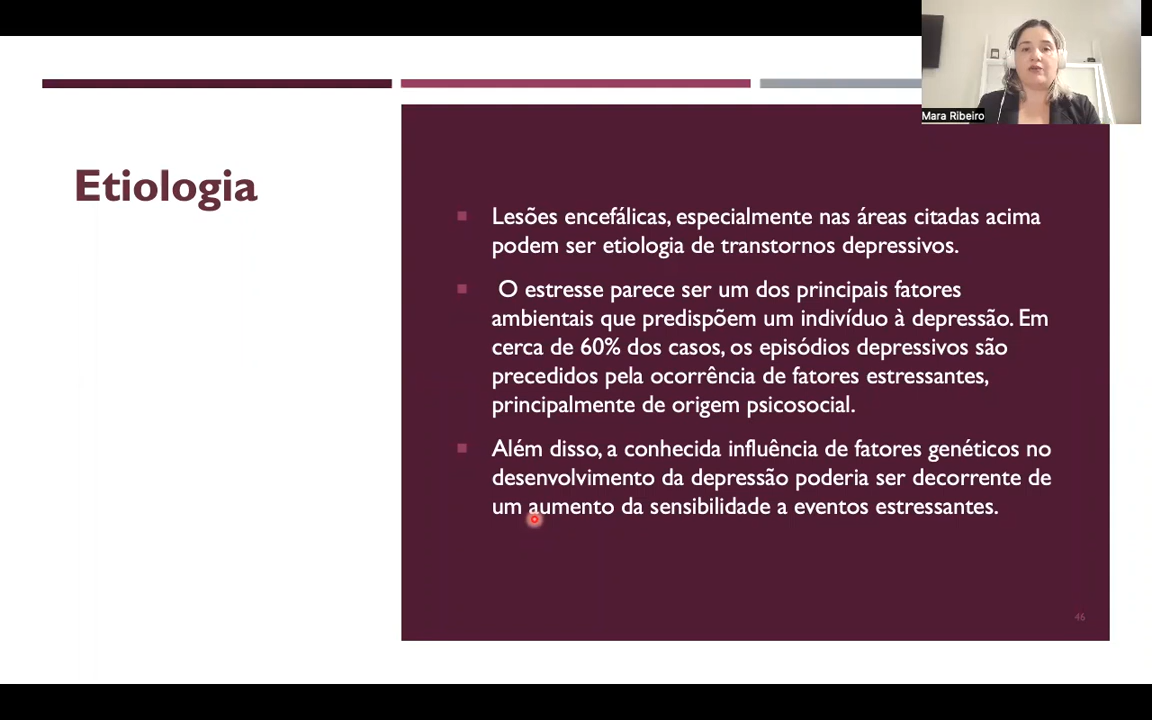 Mara Ribeiro
Etiologia
Lesões encefálicas, especialmente nas áreas citadas acima
podem ser etiologia de transtornos depressivos.
O estresse parece ser um dos principais fatores
ambientais que predispõem um indivíduo à depressão. Em
cerca de 60% dos casos, os episódios depressivos são
precedidos pela ocorrência de fatores estressantes,
principalmente de origem psicosocial.
Além disso, a conhecida influência de fatores genéticos no
desenvolvimento da depressão poderia ser decorrente de
um aumento da sensibilidade a eventos estressantes.
46